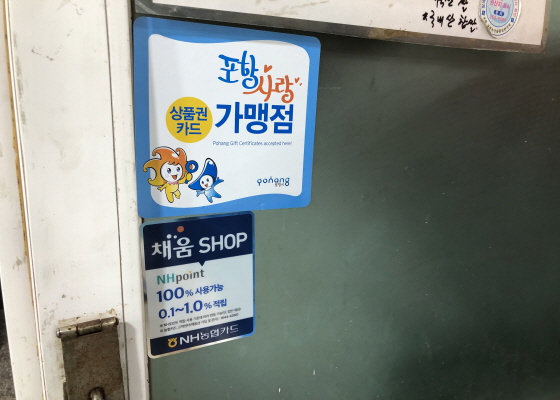 포항
사랑
상품권
카드
가맹점
Pohang Gift Certificates accepted here!
pohang
채움 SHOP
NHpoint
100% 사용가능
0.1~1.0% 적립
NH농협카드